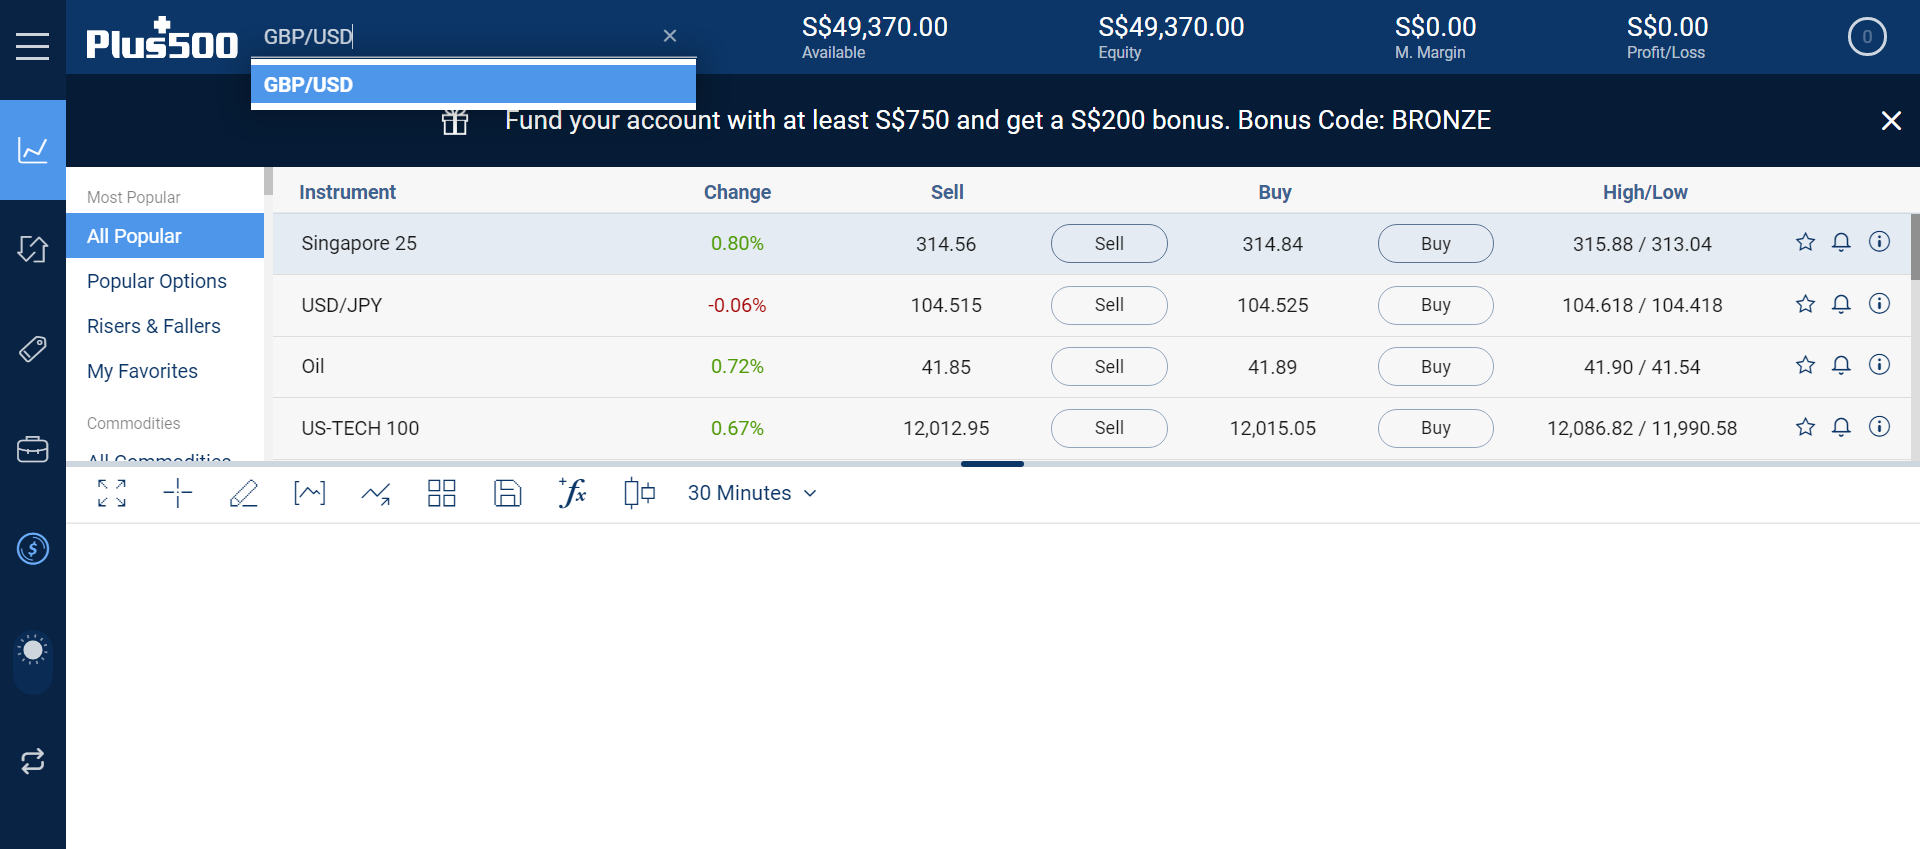 Plus500
GBP/USD
GBP/USD
S$49,370.00
Available
S$49,370.00
Equity
S$0.00
M. Margin
S$0.00
Profit/Loss
0
Fund your account with at least S$750 and get a S$200 bonus. Bonus Code: BRONZE
Most Popular
All Popular
Popular Options
Risers & Fallers
My Favorites
Commodities
All Commodities
Instrument Change Sell Buy High/Low
Singapore 25 0.80% 314.56 Sell 314.84 Buy 315.88 / 313.04
USD/JPY -0.06% 104.515 Sell 104.525 Buy 104.618 / 104.418
Oil 0.72% 41.85 Sell 41.89 Buy 41.90 / 41.54
US-TECH 100 0.67% 12,012.95 Sell 12,015.05 Buy 12,086.82 / 11,990.58
+fx
30 Minutes